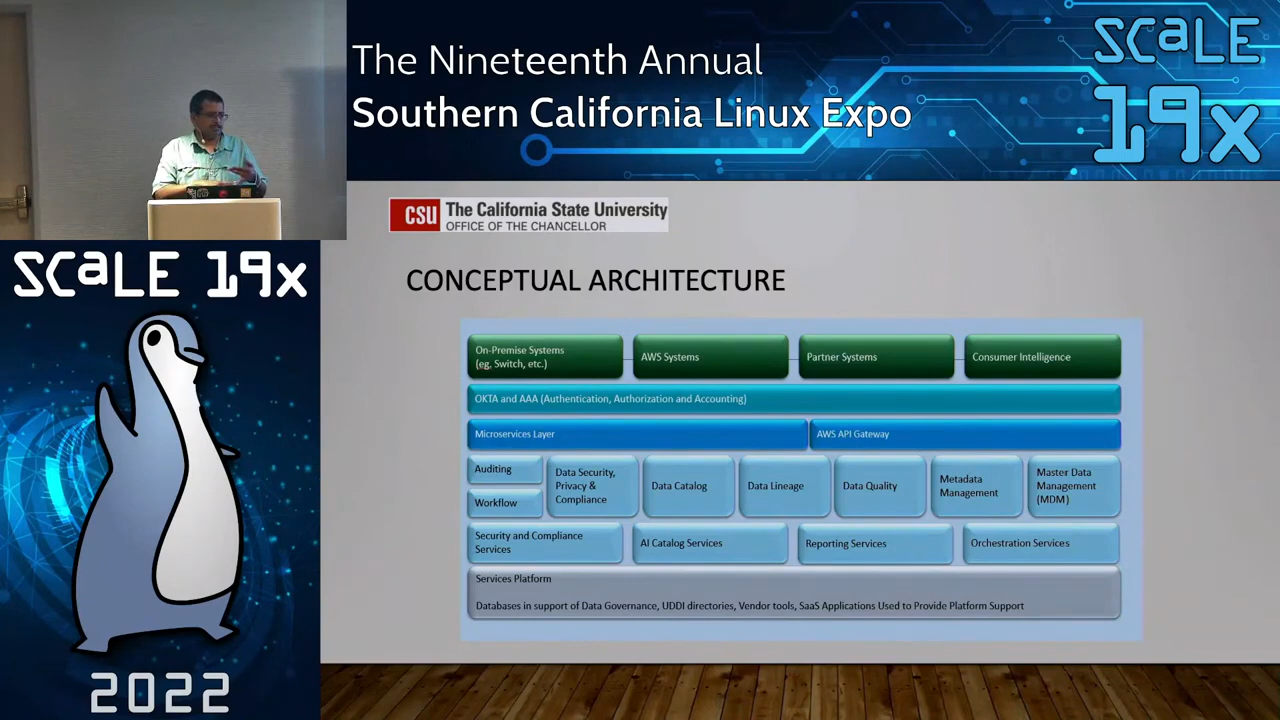 The Nineteenth Annual
Southern California Linux Expo
SCaLE
19x
CSU The California State University
OFFICE OF THE CHANCELLOR
SCaLE 19x
2022
CONCEPTUAL ARCHITECTURE
On-Premise Systems
(eg. Switch, etc.)
AWS Systems
Partner Systems
Consumer Intelligence
OKTA and AAA (Authentication, Authorization and Accounting)
Microservices Layer
AWS API Gateway
Auditing
Workflow
Data Security,
Privacy &
Compliance
Data Catalog
Data Lineage
Data Quality
Metadata
Management
Master Data
Management
(MDM)
Security and Compliance
Services
AI Catalog Services
Reporting Services
Orchestration Services
Services Platform
Databases in support of Data Governance, UDDI directories, Vendor tools, SaaS Applications Used to Provide Platform Support